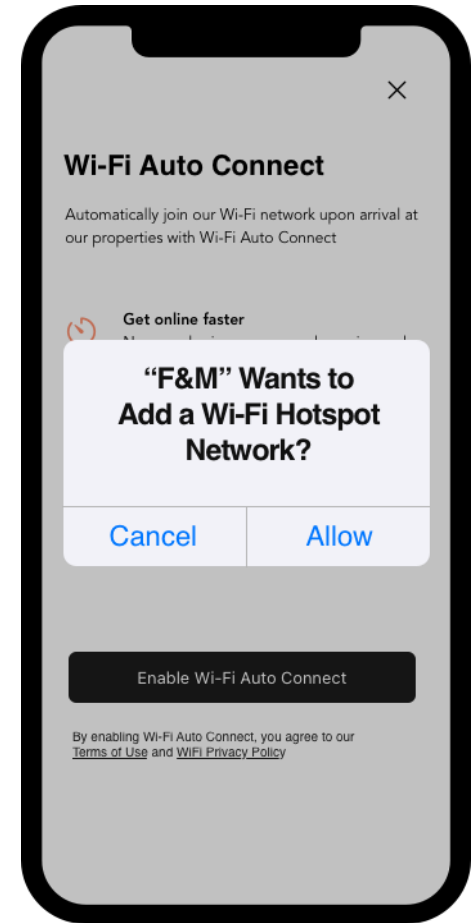 Wi-Fi Auto Connect
Automatically join our Wi-Fi network upon arrival at
our properties with Wi-Fi Auto Connect
Get online faster
“F&M” Wants to
Add a Wi-Fi Hotspot
Network?
Cancel
Allow
Enable Wi-Fi Auto Connect
By enabling Wi-Fi Auto Connect, you agree to our
Terms of Use and WiFi Privacy Policy